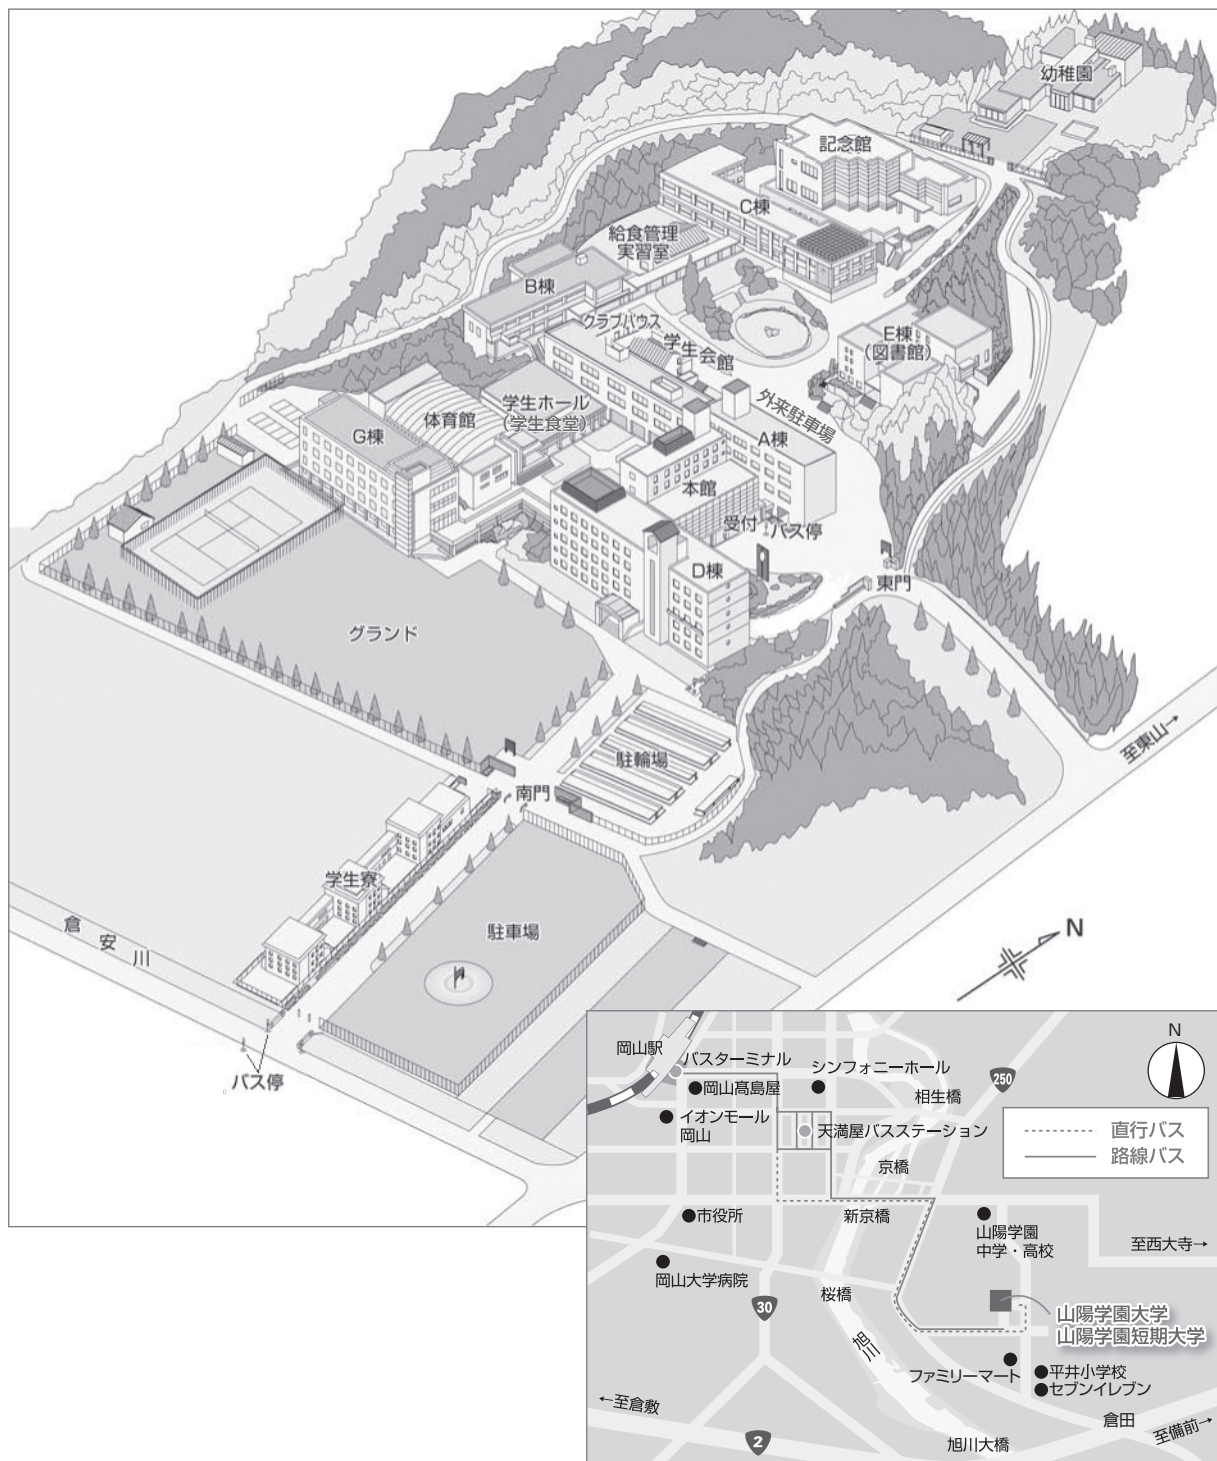 幼稚園
記念館
C棟
給食管理
実習室
B棟
クラブハウス
学生会館
E棟
(図書館)
学生ホール
(学生食堂)
体育館
G棟
外来駐車場
A棟
本館
受付
バス停
D棟
東門
グランド
至東山→
駐輪場
南門
学生寮
駐車場
倉安川
バス停
N
岡山駅
バスターミナル
岡山髙島屋
シンフォニーホール
250
N
相生橋
イオンモール
岡山
天満屋バスステーション
直行バス
路線バス
京橋
市役所
新京橋
山陽学園
中学・高校
至西大寺→
岡山大学病院
桜橋
30
山陽学園大学
山陽学園短期大学
旭川
ファミリーマート
平井小学校
セブンイレブン
←至倉敷
倉田
至備前→
2
旭川大橋